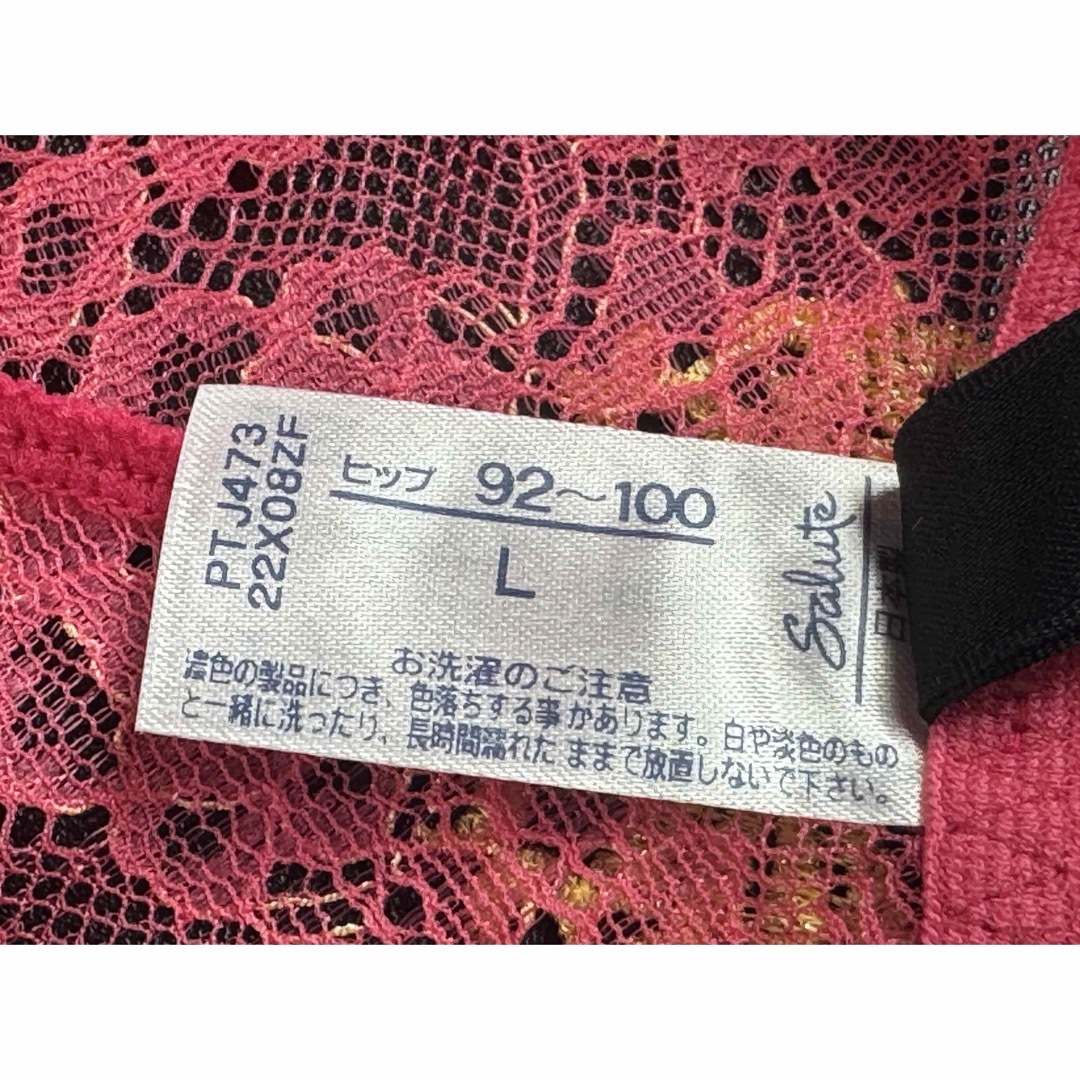 PTJ473
22X08ZF
ヒップ 92～100
L
Salute
お洗濯のご注意
濃色の製品につき、色落ちする事があります。白や淡色のもの
と一緒に洗ったり、長時間濡れたままで放置しないで下さい。